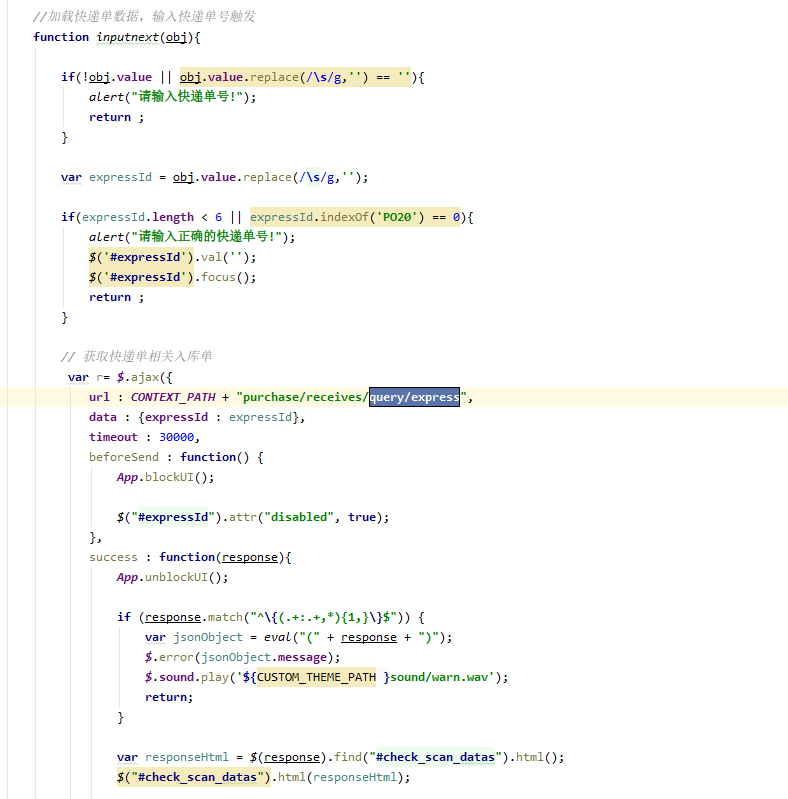 //加载快递单数据，输入快递单号触发
function inputnext(obj){
if(!obj.value || obj.value.replace(/\s/g,'') == ''){
alert("请输入快递单号!");
return ;
}
var expressId = obj.value.replace(/\s/g,'');
if(expressId.length < 6 || expressId.indexOf('PO20') == 0){
alert("请输入正确的快递单号!");
$('#expressId').val('');
$('#expressId').focus();
return ;
}
// 获取快递单相关入库单
var r= $.ajax({
url : CONTEXT_PATH + "purchase/receives/query/express",
data : {expressId : expressId},
timeout : 30000,
beforeSend : function() {
App.blockUI();
$("#expressId").attr("disabled", true);
},
success : function(response){
App.unblockUI();
if (response.match("^\{(.+:.+,*){1,}\}$")) {
var jsonObject = eval("(" + response + ")");
$.error(jsonObject.message);
$.sound.play('${CUSTOM_THEME_PATH }sound/warn.wav');
return;
}
var responseHtml = $(response).find("#check_scan_datas").html();
$("#check_scan_datas").html(responseHtml);